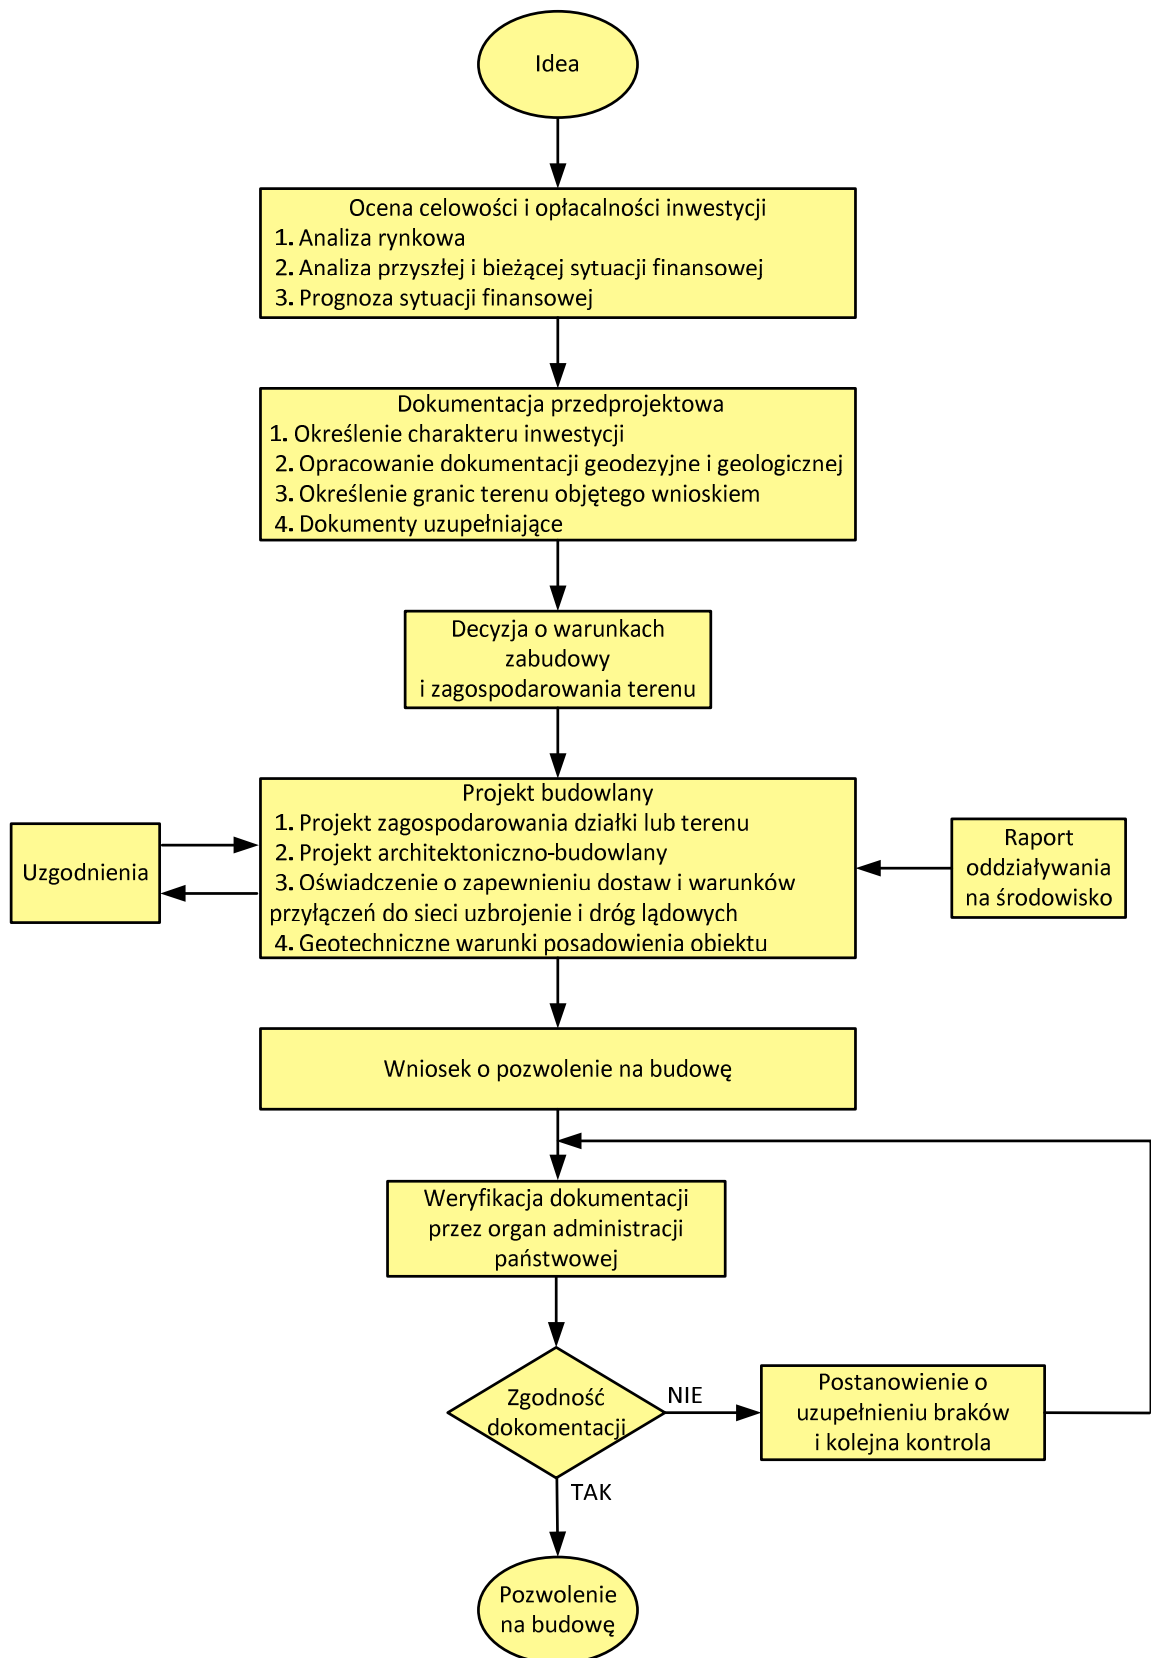 Idea
Ocena celowości i opłacalności inwestycji
1. Analiza rynkowa
2. Analiza przyszłej i bieżącej sytuacji finansowej
3. Prognoza sytuacji finansowej
Dokumentacja przedprojektowa
1. Określenie charakteru inwestycji
2. Opracowanie dokumentacji geodezyjne i geologicznej
3. Określenie granic terenu objętego wnioskiem
4. Dokumenty uzupełniające
Decyzja o warunkach
zabudowy
i zagospodarowania terenu
Projekt budowlany
1. Projekt zagospodarowania działki lub terenu
2. Projekt architektoniczno-budowlany
3. Oświadczenie o zapewnieniu dostaw i warunków
przyłączeń do sieci uzbrojenie i dróg lądowych
4. Geotechniczne warunki posadowienia obiektu
Uzgodnienia
Raport
oddziaływania
na środowisko
Wniosek o pozwolenie na budowę
Weryfikacja dokumentacji
przez organ administracji
państwowej
Zgodność
dokomentacji
NIE
Postanowienie o
uzupełnieniu braków
i kolejna kontrola
TAK
Pozwolenie
na budowę